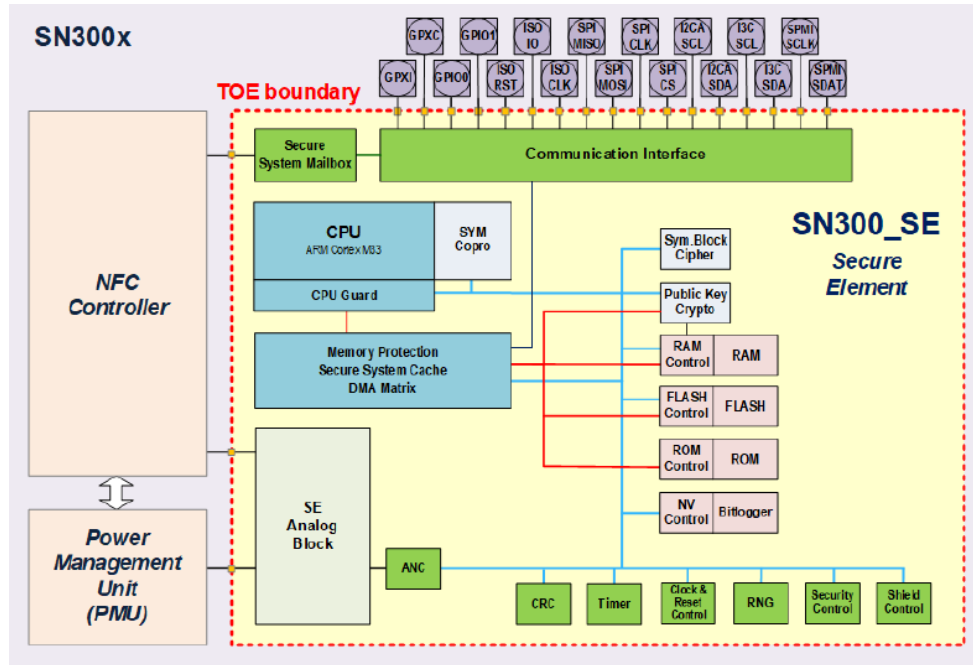 SN300x
GPXC
GPIO1
ISO
IO
SPI
MISO
SPI
CLK
I2CA
SCL
I3C
SCL
SPMI
SCLK
GPXI
GPIO0
ISO
RST
ISO
CLK
SPI
MOSI
SPI
CS
I2CA
SDA
I3C
SDA
SPMI
SDAT
TOE boundary
Secure
System Mailbox
Communication Interface
SN300_SE
Secure
Element
NFC
Controller
CPU
ARM Cortex M33
SYM
Copro
CPU Guard
Sym.Block
Cipher
Public Key
Crypto
Memory Protection
Secure System Cache
DMA Matrix
RAM
Control
RAM
FLASH
Control
FLASH
ROM
Control
ROM
NV
Control
Bitlogger
SE
Analog
Block
Power
Management
Unit
(PMU)
ANC
CRC
Timer
Clock &
Reset
Control
RNG
Security
Control
Shield
Control